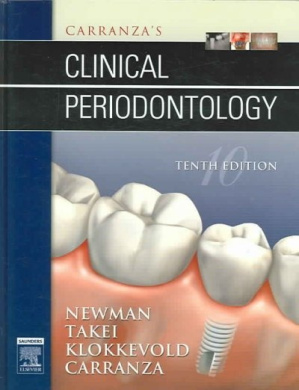 CARRANZA'S
CLINICAL
PERIODONTOLOGY
10
TENTH EDITION
NEWMAN
TAKEI
KLOKKEVOLD
CARRANZA
SAUNDERS
ELSEVIER